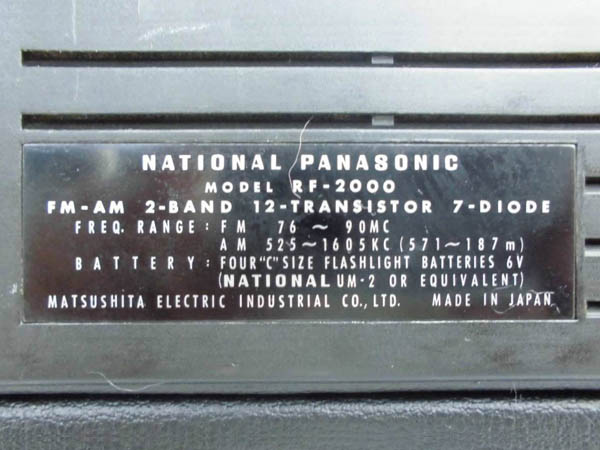 NATIONAL PANASONIC
MODEL RF-2000
FM-AM 2-BAND 12-TRANSISTOR 7-DIODE
FREQ. RANGE: FM 76 ~ 90MC
AM 525~1605KC (571~187m)
BATTERY: FOUR "C" SIZE FLASHLIGHT BATTERIES 6V
(NATIONAL UM-2 OR EQUIVALENT)
MATSUSHITA ELECTRIC INDUSTRIAL CO., LTD. MADE IN JAPAN